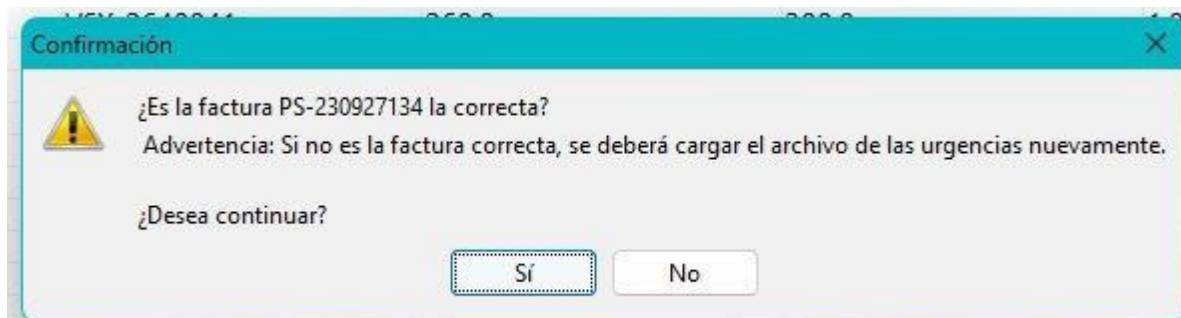 Confirmación
¿Es la factura PS-230927134 la correcta?
Advertencia: Si no es la factura correcta, se deberá cargar el archivo de las urgencias nuevamente.
¿Desea continuar?
Sí
No